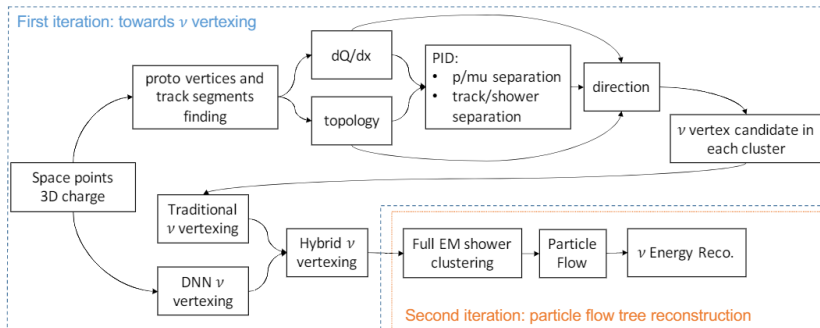 First iteration: towards ν vertexing
proto vertices and
track segments
finding
dQ/dx
topology
PID:
• p/mu separation
• track/shower
separation
direction
ν vertex candidate in
each cluster
Space points
3D charge
Traditional
ν vertexing
DNN ν
vertexing
Hybrid ν
vertexing
Full EM shower
clustering
Particle
Flow
ν Energy Reco.
Second iteration: particle flow tree reconstruction